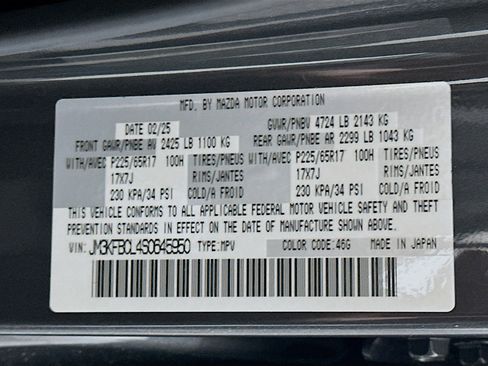 MFD. BY MAZDA MOTOR CORPORATION
DATE 02/25 GVWR/PNBV 4724 LB 2143 KG
FRONT GAWR/PNBE AV 2425 LB 1100 KG REAR GAWR/PNBE AR 2299 LB 1043 KG
WITH/AVEC P225/65R17 100H TIRES/PNEUS WITH/AVEC P225/65R17 100H TIRES/PNEUS
17X7J RIMS/JANTES 17X7J RIMS/JANTES
230 KPA/34 PSI COLD/A FROID 230 KPA/34 PSI COLD/A FROID
THIS VEHICLE CONFORMS TO ALL APPLICABLE FEDERAL MOTOR VEHICLE SAFETY AND THEFT
PREVENTION STANDARDS IN EFFECT ON THE DATE OF MANUFACTURE SHOWN ABOVE.
VIN: JM3KFBCL4S0645950 TYPE: MPV COLOR CODE: 46G MADE IN JAPAN